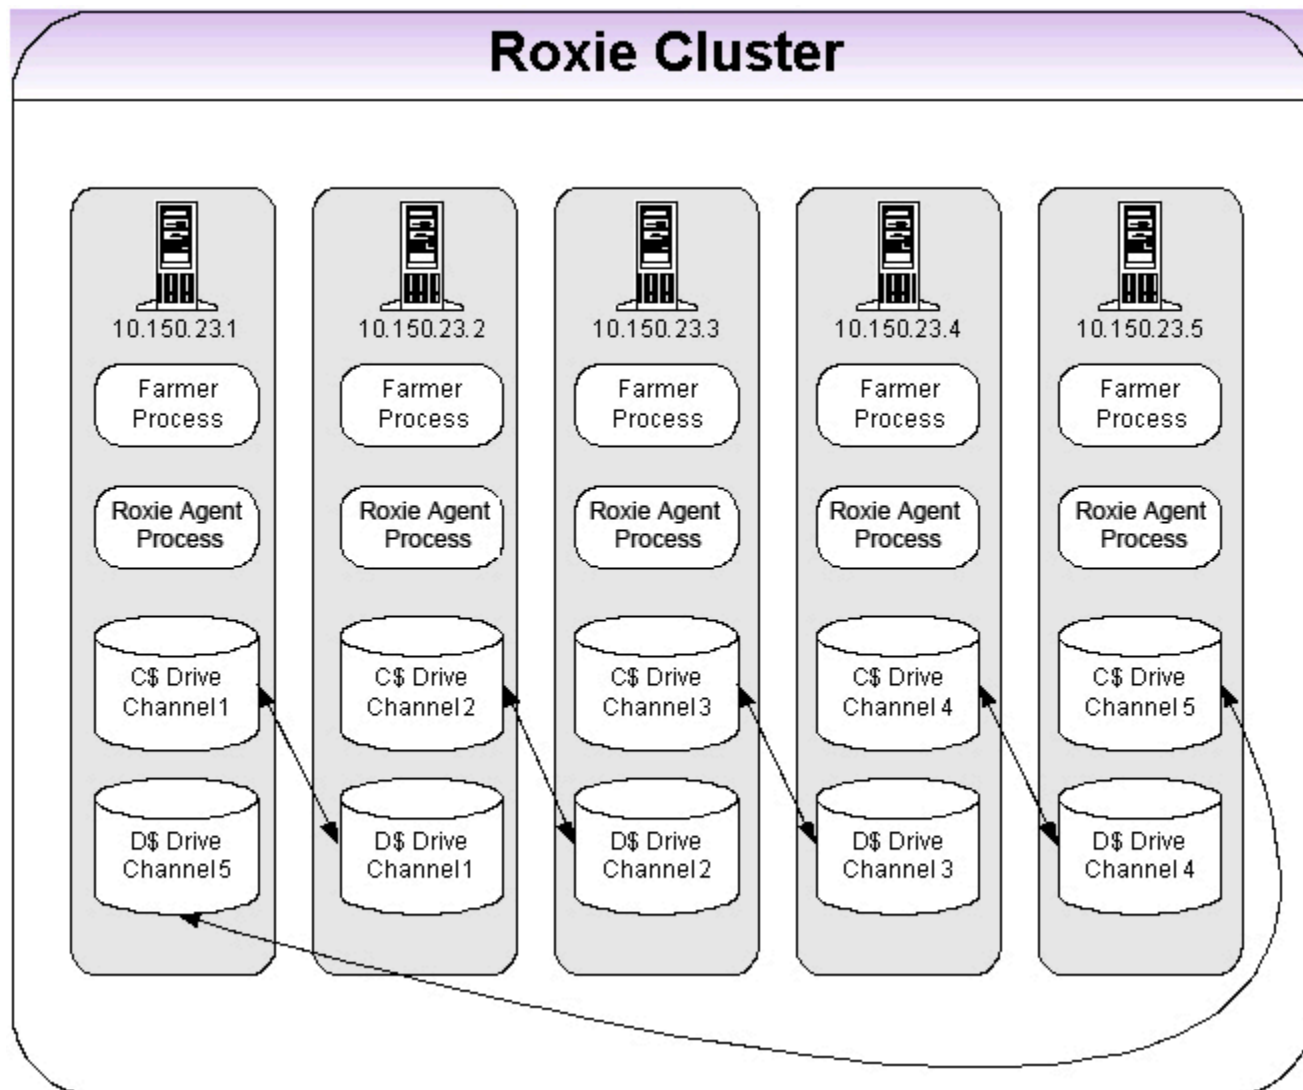 Roxie Cluster
10.150.23.1
Farmer
Process
Roxie Agent
Process
C$ Drive
Channel 1
D$ Drive
Channel 5
10.150.23.2
Farmer
Process
Roxie Agent
Process
C$ Drive
Channel 2
D$ Drive
Channel 1
10.150.23.3
Farmer
Process
Roxie Agent
Process
C$ Drive
Channel 3
D$ Drive
Channel 2
10.150.23.4
Farmer
Process
Roxie Agent
Process
C$ Drive
Channel 4
D$ Drive
Channel 3
10.150.23.5
Farmer
Process
Roxie Agent
Process
C$ Drive
Channel 5
D$ Drive
Channel 4